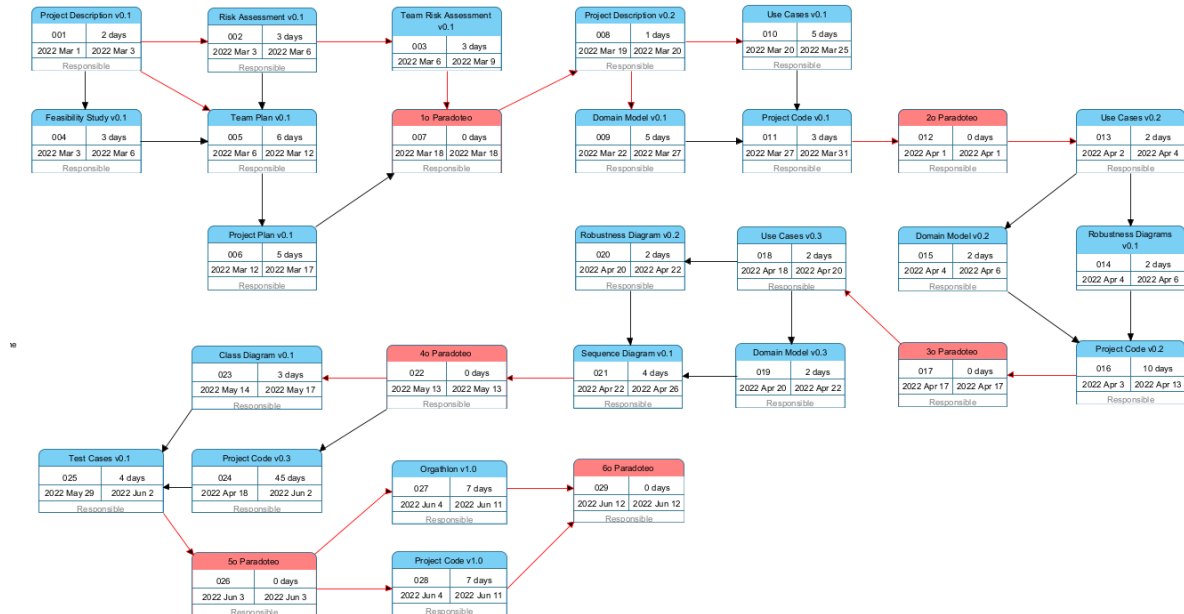 Project Description v0.1
001 2 days
2022 Mar 1 2022 Mar 3
Responsible
Risk Assessment v0.1
002 3 days
2022 Mar 3 2022 Mar 6
Responsible
Team Risk Assessment
v0.1
003 3 days
2022 Mar 6 2022 Mar 9
Responsible
Project Description v0.2
008 1 days
2022 Mar 19 2022 Mar 20
Responsible
Use Cases v0.1
010 5 days
2022 Mar 20 2022 Mar 25
Responsible
Feasibility Study v0.1
004 3 days
2022 Mar 3 2022 Mar 6
Responsible
Team Plan v0.1
005 6 days
2022 Mar 6 2022 Mar 12
Responsible
1o Paradoteo
007 0 days
2022 Mar 18 2022 Mar 18
Responsible
Domain Model v0.1
009 5 days
2022 Mar 22 2022 Mar 27
Responsible
Project Code v0.1
011 3 days
2022 Mar 27 2022 Mar 31
Responsible
2o Paradoteo
012 0 days
2022 Apr 1 2022 Apr 1
Responsible
Use Cases v0.2
013 2 days
2022 Apr 2 2022 Apr 4
Responsible
Project Plan v0.1
006 5 days
2022 Mar 12 2022 Mar 17
Responsible
Robustness Diagram v0.2
020 2 days
2022 Apr 20 2022 Apr 22
Responsible
Use Cases v0.3
018 2 days
2022 Apr 18 2022 Apr 20
Responsible
Domain Model v0.2
015 2 days
2022 Apr 4 2022 Apr 6
Responsible
Robustness Diagrams
v0.1
014 2 days
2022 Apr 4 2022 Apr 6
Responsible
Class Diagram v0.1
023 3 days
2022 May 14 2022 May 17
Responsible
4o Paradoteo
022 0 days
2022 May 13 2022 May 13
Responsible
Sequence Diagram v0.1
021 4 days
2022 Apr 22 2022 Apr 26
Responsible
Domain Model v0.3
019 2 days
2022 Apr 20 2022 Apr 22
Responsible
3o Paradoteo
017 0 days
2022 Apr 17 2022 Apr 17
Responsible
Project Code v0.2
016 10 days
2022 Apr 3 2022 Apr 13
Responsible
Test Cases v0.1
025 4 days
2022 May 29 2022 Jun 2
Responsible
Project Code v0.3
024 45 days
2022 Apr 18 2022 Jun 2
Responsible
Orgathlon v1.0
027 7 days
2022 Jun 4 2022 Jun 11
Responsible
6o Paradoteo
029 0 days
2022 Jun 12 2022 Jun 12
Responsible
5o Paradoteo
026 0 days
2022 Jun 3 2022 Jun 3
Responsible
Project Code v1.0
028 7 days
2022 Jun 4 2022 Jun 11
Responsible